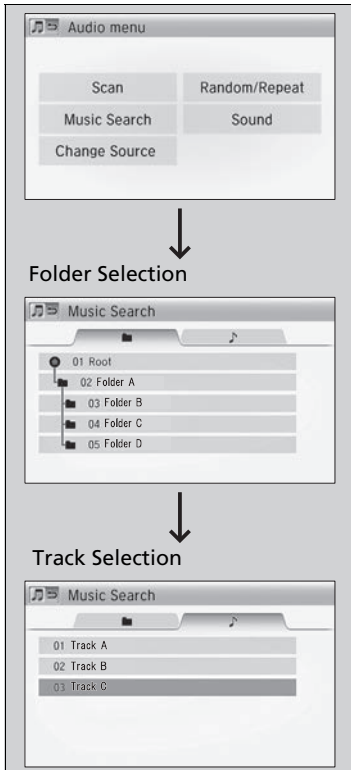 Audio menu
Scan Random/Repeat
Music Search Sound
Change Source
Folder Selection
Music Search
01 Root
02 Folder A
03 Folder B
04 Folder C
05 Folder D
Track Selection
Music Search
01 Track A
02 Track B
03 Track C